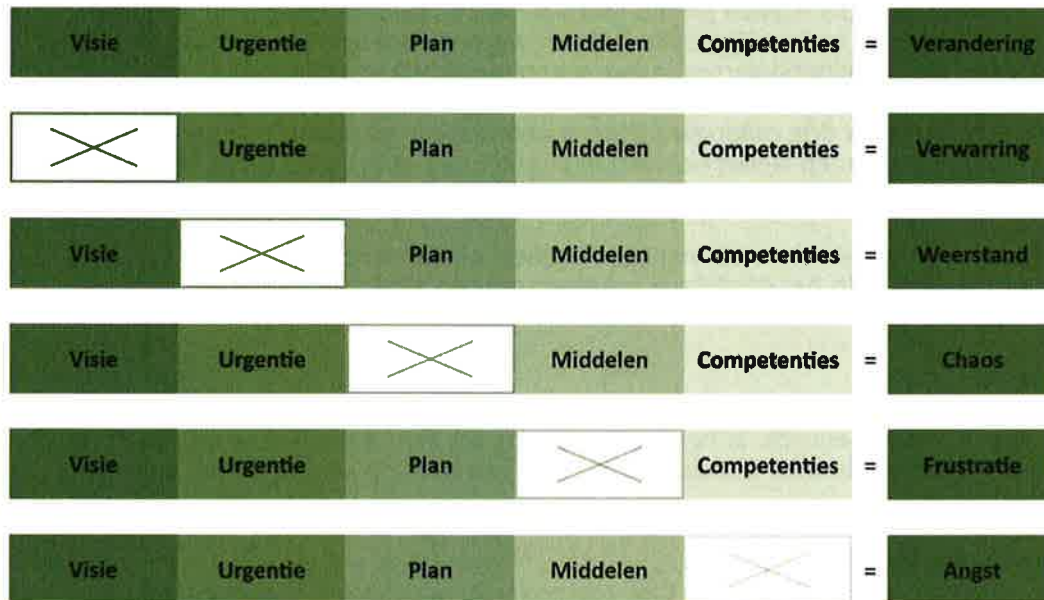 Visie Urgentie Plan Middelen Competenties = Verandering
Urgentie Plan Middelen Competenties = Verwarring
Visie Plan Middelen Competenties = Weerstand
Visie Urgentie Middelen Competenties = Chaos
Visie Urgentie Plan Competenties = Frustratie
Visie Urgentie Plan Middelen = Angst